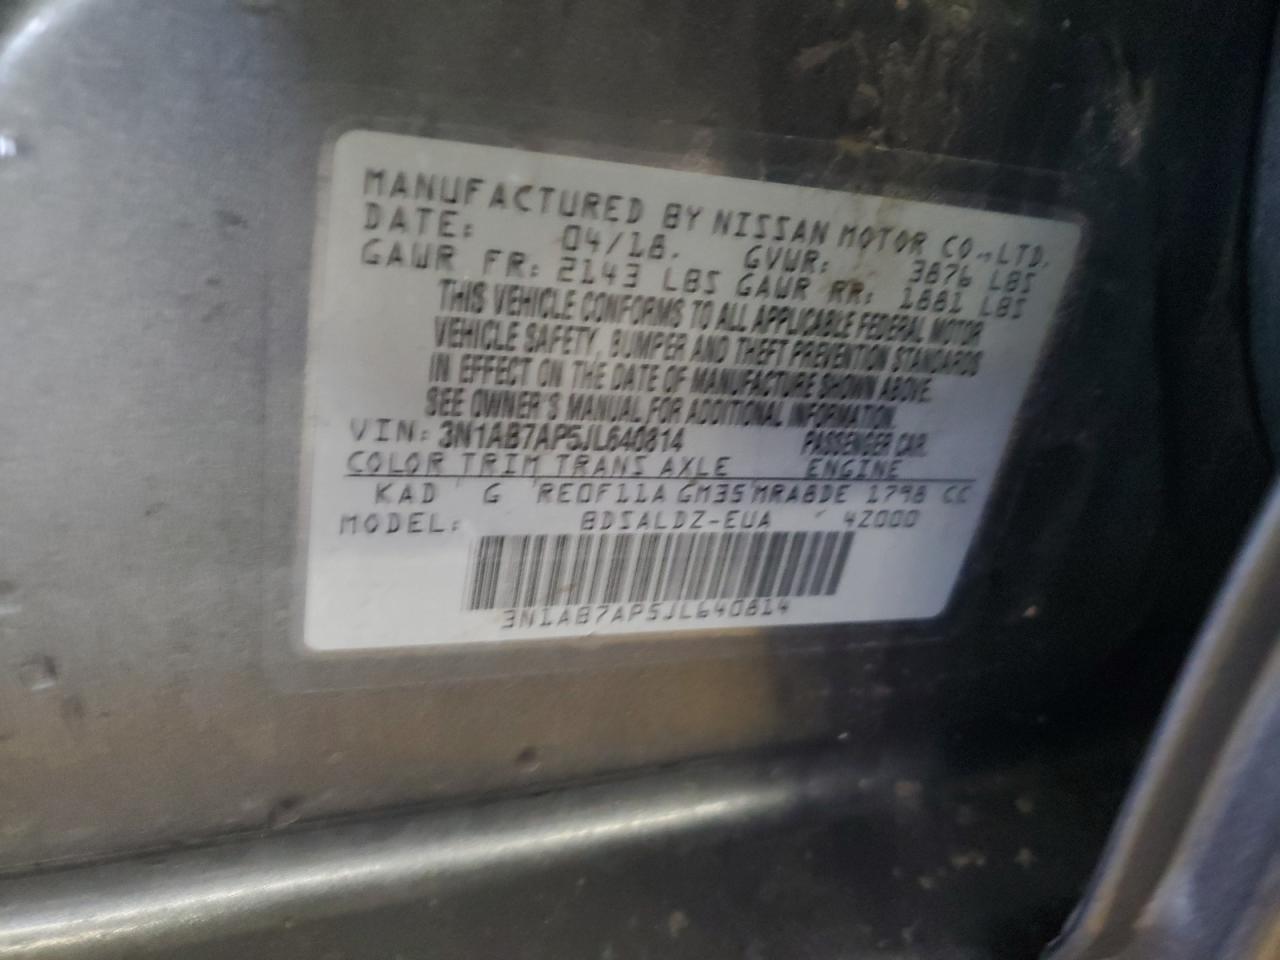 MANUFACTURED BY NISSAN MOTOR CO.,LTD.
DATE: 04/18. GVWR: 3876 LBS
GAWR FR: 2143 LBS GAWR RR: 1881 LBS
THIS VEHICLE CONFORMS TO ALL APPLICABLE FEDERAL MOTOR
VEHICLE SAFETY, BUMPER AND THEFT PREVENTION STANDARDS
IN EFFECT ON THE DATE OF MANUFACTURE SHOWN ABOVE.
SEE OWNER'S MANUAL FOR ADDITIONAL INFORMATION.
VIN: 3N1AB7AP5JL640814 PASSENGER CAR.
COLOR TRIM TRANS AXLE ENGINE
KAD G RE0F11A GM35 MRA8DE 1798 CC
MODEL: BDSALDZ-EUA 4Z000
3N1AB7AP5JL640814